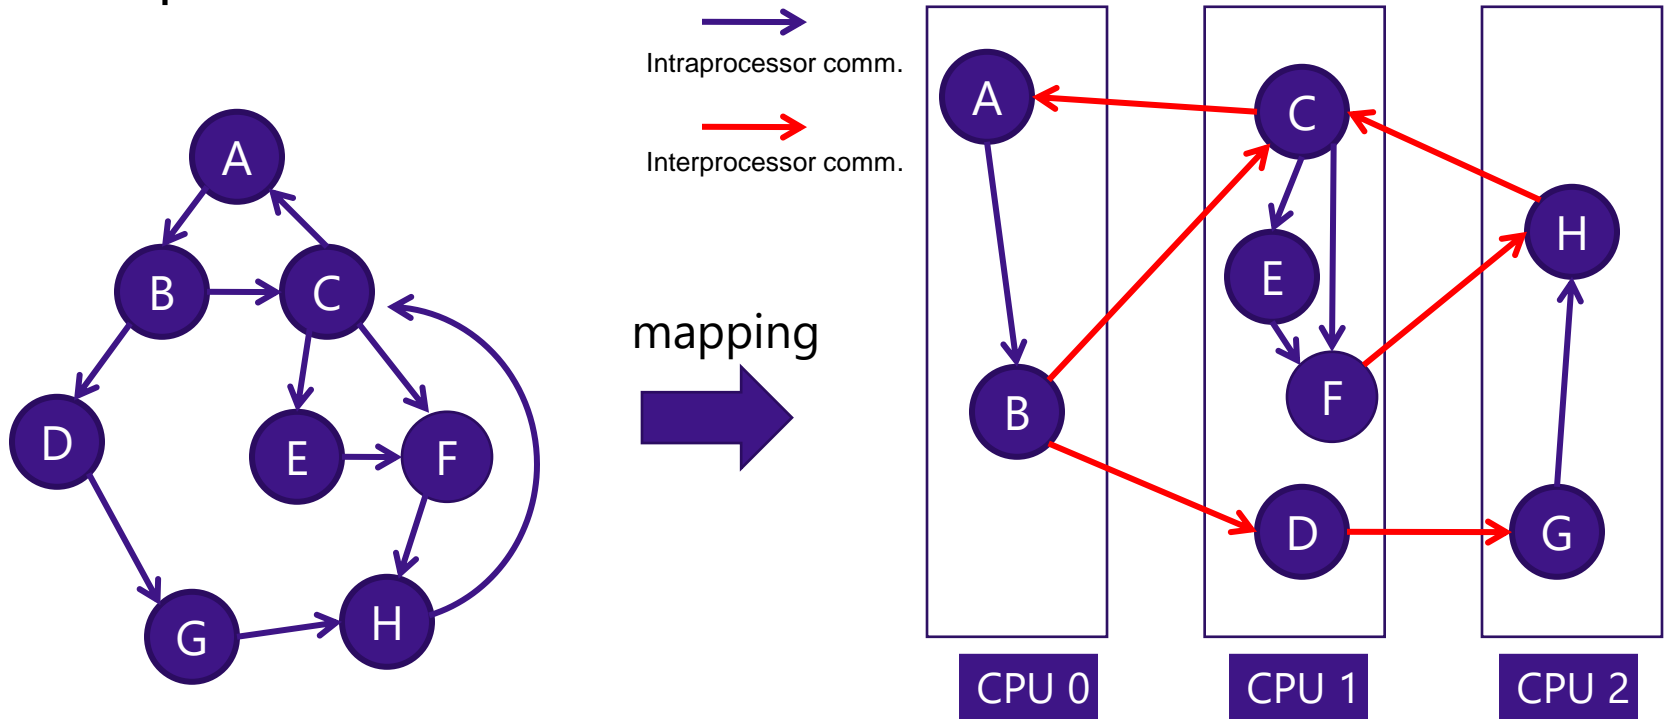 Intraprocessor comm.
Interprocessor comm.
A
B
C
D
E
F
G
H
mapping
A
C
H
E
B
F
D
G
CPU 0
CPU 1
CPU 2